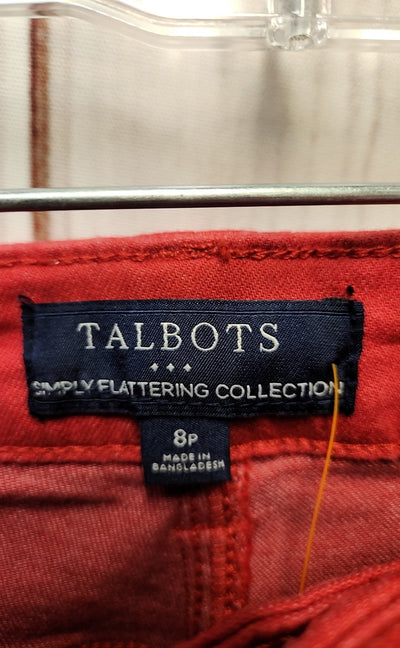 TALBOTS
SIMPLY FLATTERING COLLECTION
8P
MADE IN
BANGLADESH